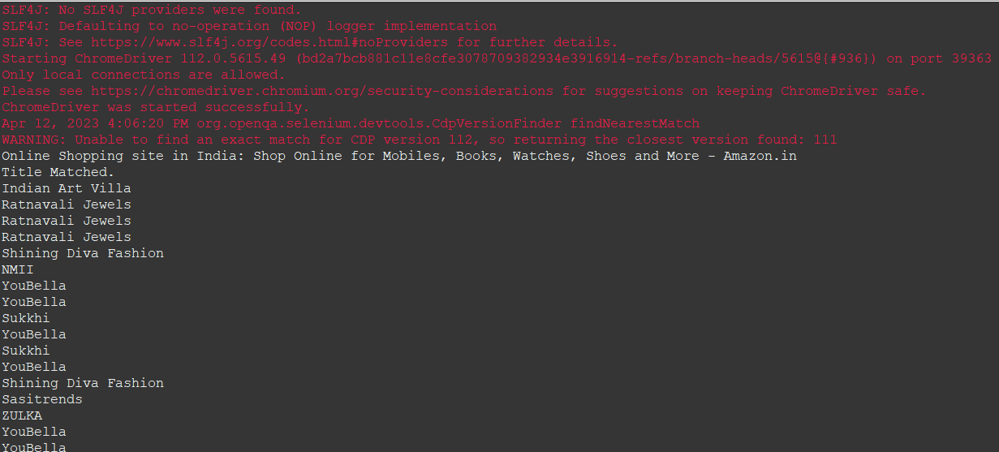 SLF4J: No SLF4J providers were found.
SLF4J: Defaulting to no-operation (NOP) logger implementation
SLF4J: See https://www.slf4j.org/codes.html#noProviders for further details.
Starting ChromeDriver 112.0.5615.49 (bd2a7bcb881c11e8cfe3078709382934e3916914-refs/branch-heads/5615@{#936}) on port 39363
Only local connections are allowed.
Please see https://chromedriver.chromium.org/security-considerations for suggestions on keeping ChromeDriver safe.
ChromeDriver was started successfully.
Apr 12, 2023 4:06:20 PM org.openqa.selenium.devtools.CdpVersionFinder findNearestMatch
WARNING: Unable to find an exact match for CDP version 112, so returning the closest version found: 111
Online Shopping site in India: Shop Online for Mobiles, Books, Watches, Shoes and More - Amazon.in
Title Matched.
Indian Art Villa
Ratnavali Jewels
Ratnavali Jewels
Ratnavali Jewels
Shining Diva Fashion
NMII
YouBella
YouBella
Sukkhi
YouBella
Sukkhi
YouBella
Shining Diva Fashion
Sasitrends
ZULKA
YouBella
YouBella